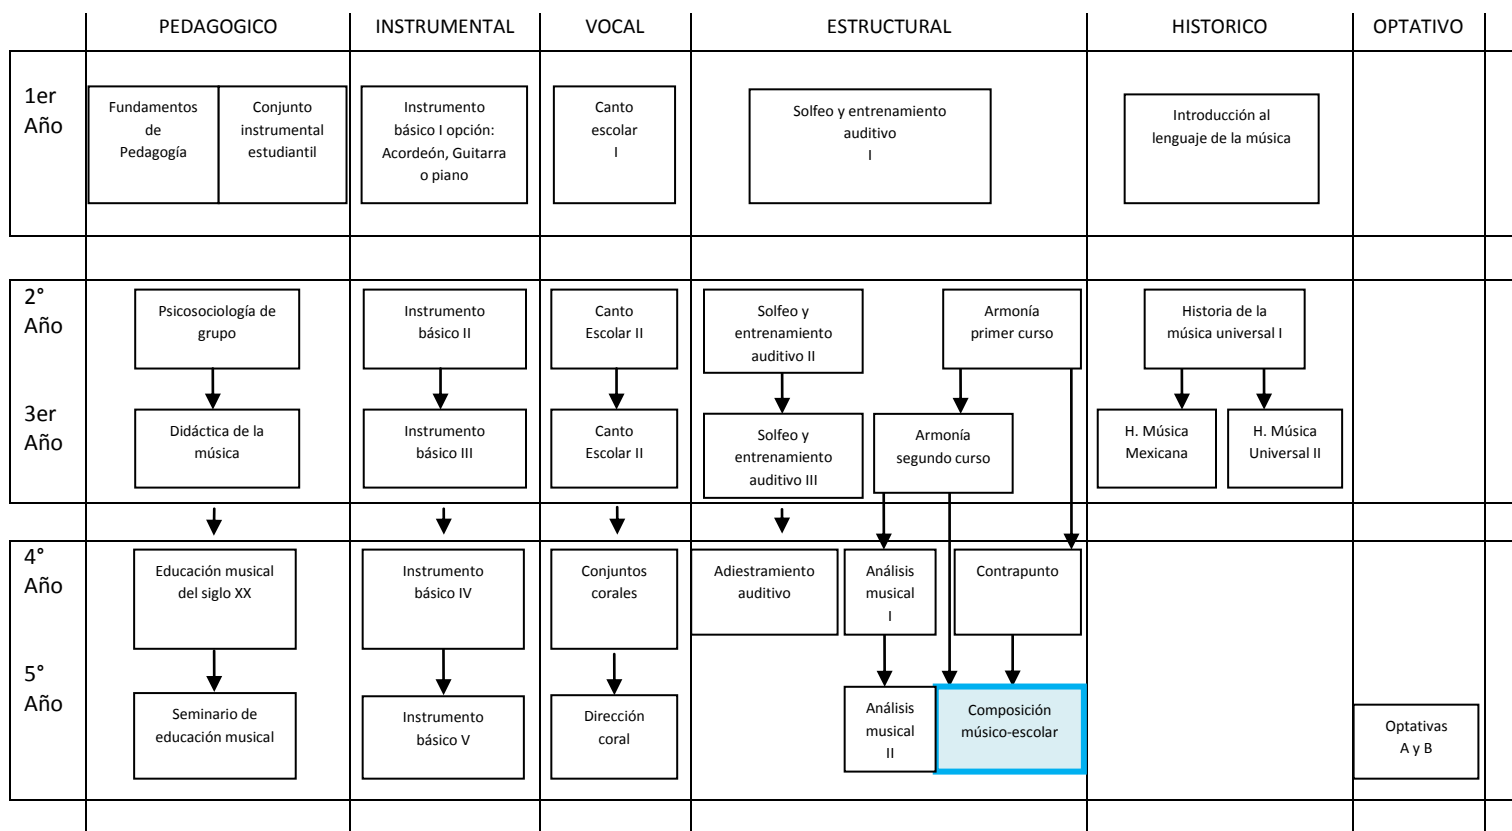 PEDAGOGICO
INSTRUMENTAL
VOCAL
ESTRUCTURAL
HISTORICO
OPTATIVO
1er
Año
Fundamentos
de
Pedagogía
Conjunto
instrumental
estudiantil
Instrumento
básico I opción:
Acordeón, Guitarra
o piano
Canto
escolar
I
Solfeo y entrenamiento
auditivo
I
Introducción al
lenguaje de la música
2°
Año
Psicosociología de
grupo
Instrumento
básico II
Canto
Escolar II
Solfeo y
entrenamiento
auditivo II
Armonía
primer curso
Historia de la
música universal I
3er
Año
Didáctica de la
música
Instrumento
básico III
Canto
Escolar II
Solfeo y
entrenamiento
auditivo III
Armonía
segundo curso
H. Música
Mexicana
H. Música
Universal II
4°
Año
Educación musical
del siglo XX
Instrumento
básico IV
Conjuntos
corales
Adiestramiento
auditivo
Análisis
musical
I
Contrapunto
5°
Año
Seminario de
educación musical
Instrumento
básico V
Dirección
coral
Análisis
musical
II
Composición
músico-escolar
Optativas
A y B